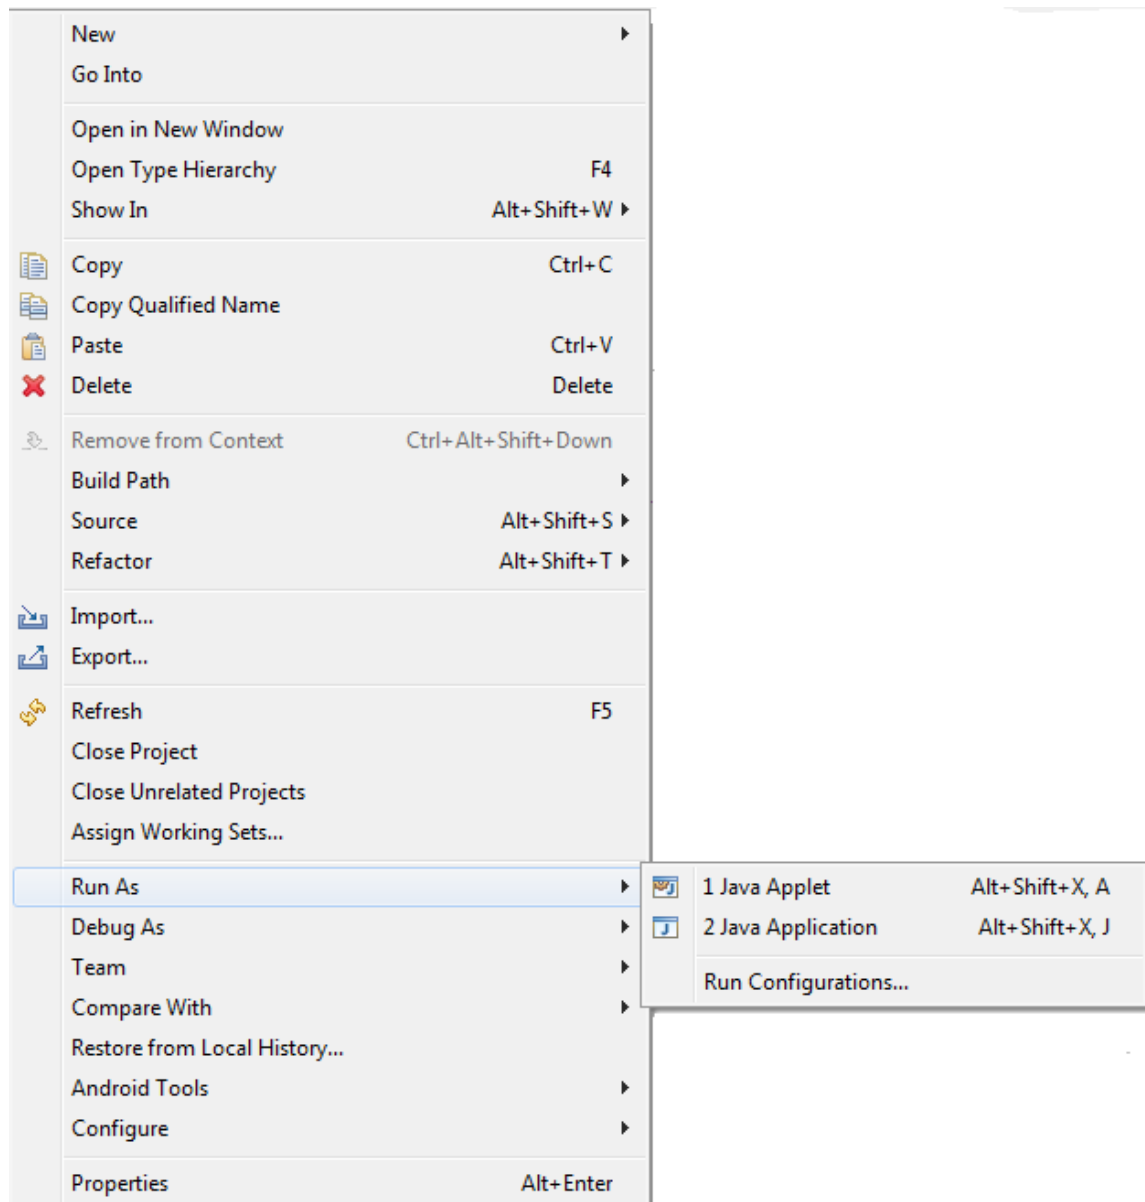 New
Go Into
Open in New Window
Open Type Hierarchy F4
Show In Alt+Shift+W
Copy Ctrl+C
Copy Qualified Name
Paste Ctrl+V
Delete Delete
Remove from Context Ctrl+Alt+Shift+Down
Build Path
Source Alt+Shift+S
Refactor Alt+Shift+T
Import...
Export...
Refresh F5
Close Project
Close Unrelated Projects
Assign Working Sets...
Run As
1 Java Applet Alt+Shift+X, A
Debug As
2 Java Application Alt+Shift+X, J
Team
Run Configurations...
Compare With
Restore from Local History...
Android Tools
Configure
Properties Alt+Enter